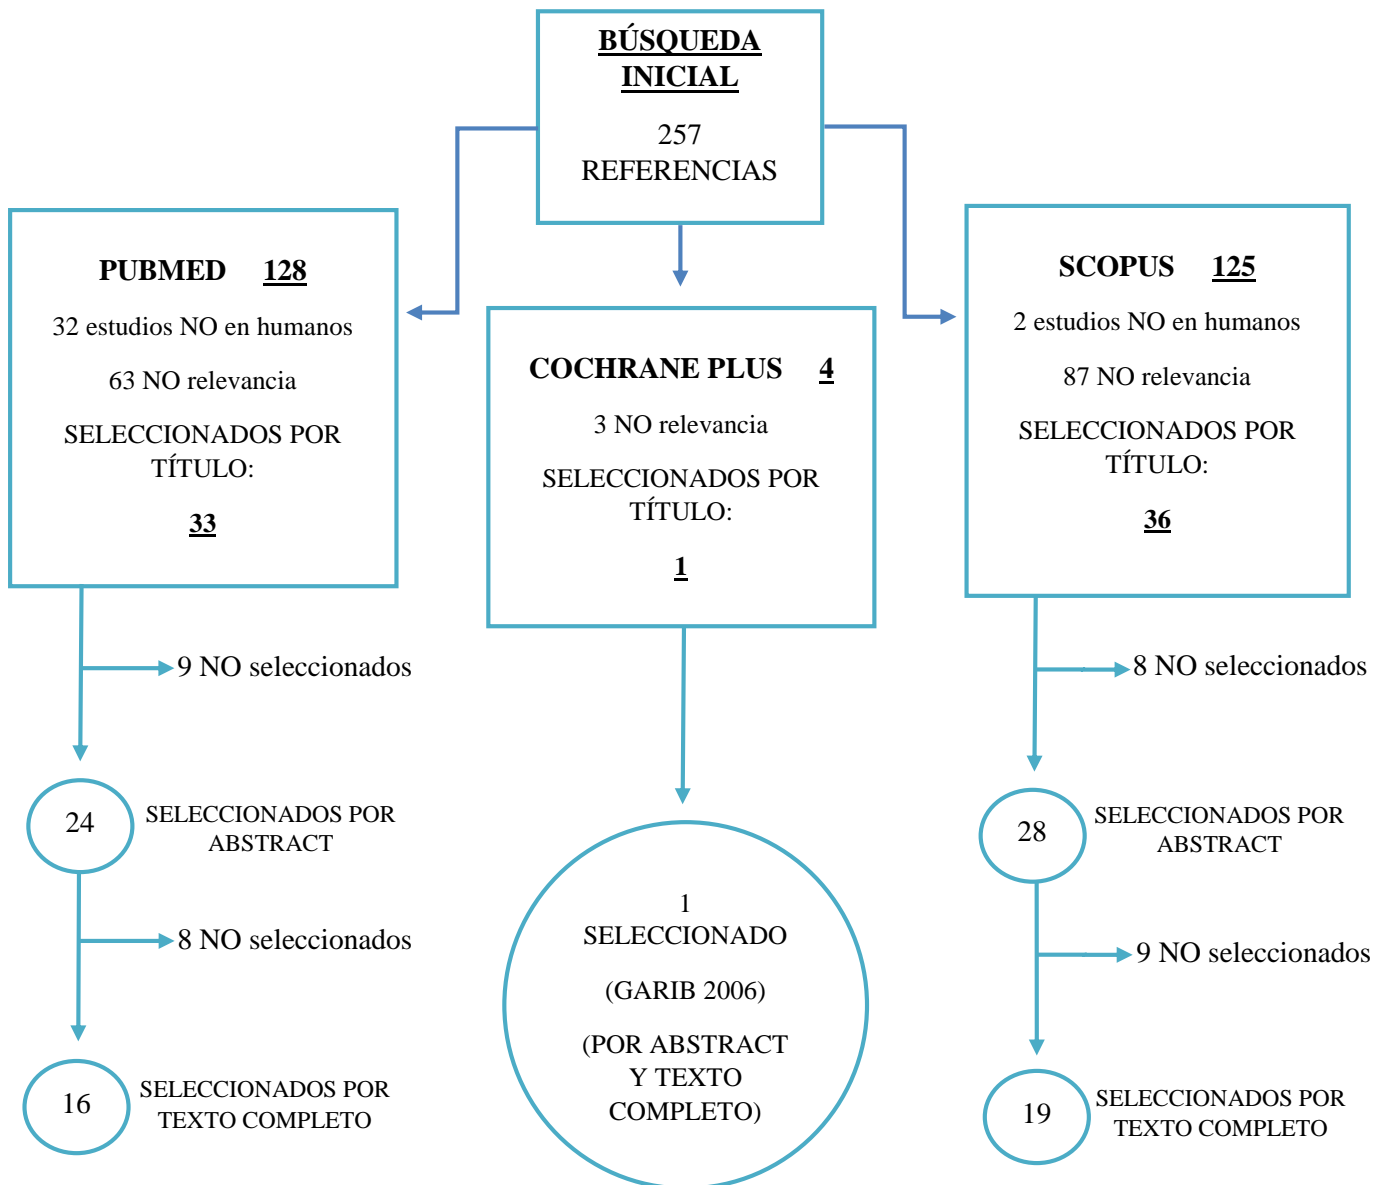 BÚSQUEDA
INICIAL
257
REFERENCIAS
PUBMED 128
32 estudios NO en humanos
63 NO relevancia
SELECCIONADOS POR
TÍTULO:
33
COCHRANE PLUS 4
3 NO relevancia
SELECCIONADOS POR
TÍTULO:
1
SCOPUS 125
2 estudios NO en humanos
87 NO relevancia
SELECCIONADOS POR
TÍTULO:
36
9 NO seleccionados
24
SELECCIONADOS POR
ABSTRACT
8 NO seleccionados
16
SELECCIONADOS POR
TEXTO COMPLETO
1
SELECCIONADO
(GARIB 2006)
(POR ABSTRACT
Y TEXTO
COMPLETO)
8 NO seleccionados
28
SELECCIONADOS POR
ABSTRACT
9 NO seleccionados
19
SELECCIONADOS POR
TEXTO COMPLETO